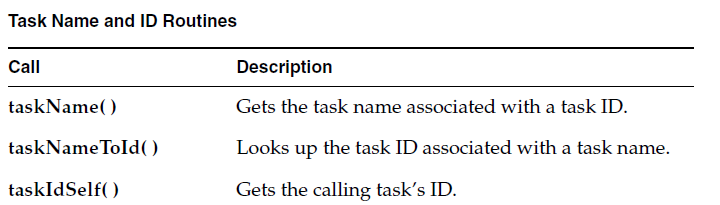 Task Name and ID Routines
Call Description
taskName( ) Gets the task name associated with a task ID.
taskNameToId( ) Looks up the task ID associated with a task name.
taskIdSelf( ) Gets the calling task’s ID.